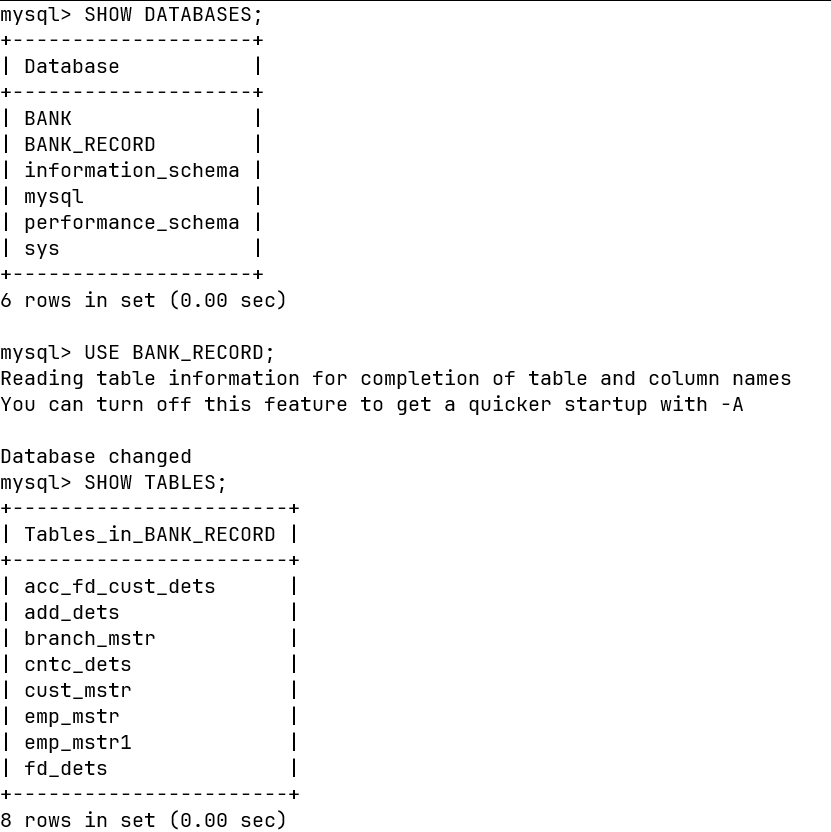 mysql> SHOW DATABASES;
+--------------------+
| Database           |
+--------------------+
| BANK               |
| BANK_RECORD        |
| information_schema |
| mysql              |
| performance_schema |
| sys                |
+--------------------+
6 rows in set (0.00 sec)

mysql> USE BANK_RECORD;
Reading table information for completion of table and column names
You can turn off this feature to get a quicker startup with -A

Database changed
mysql> SHOW TABLES;
+-----------------------+
| Tables_in_BANK_RECORD |
+-----------------------+
| acc_fd_cust_dets      |
| add_dets              |
| branch_mstr           |
| cntc_dets             |
| cust_mstr             |
| emp_mstr              |
| emp_mstr1             |
| fd_dets               |
+-----------------------+
8 rows in set (0.00 sec)